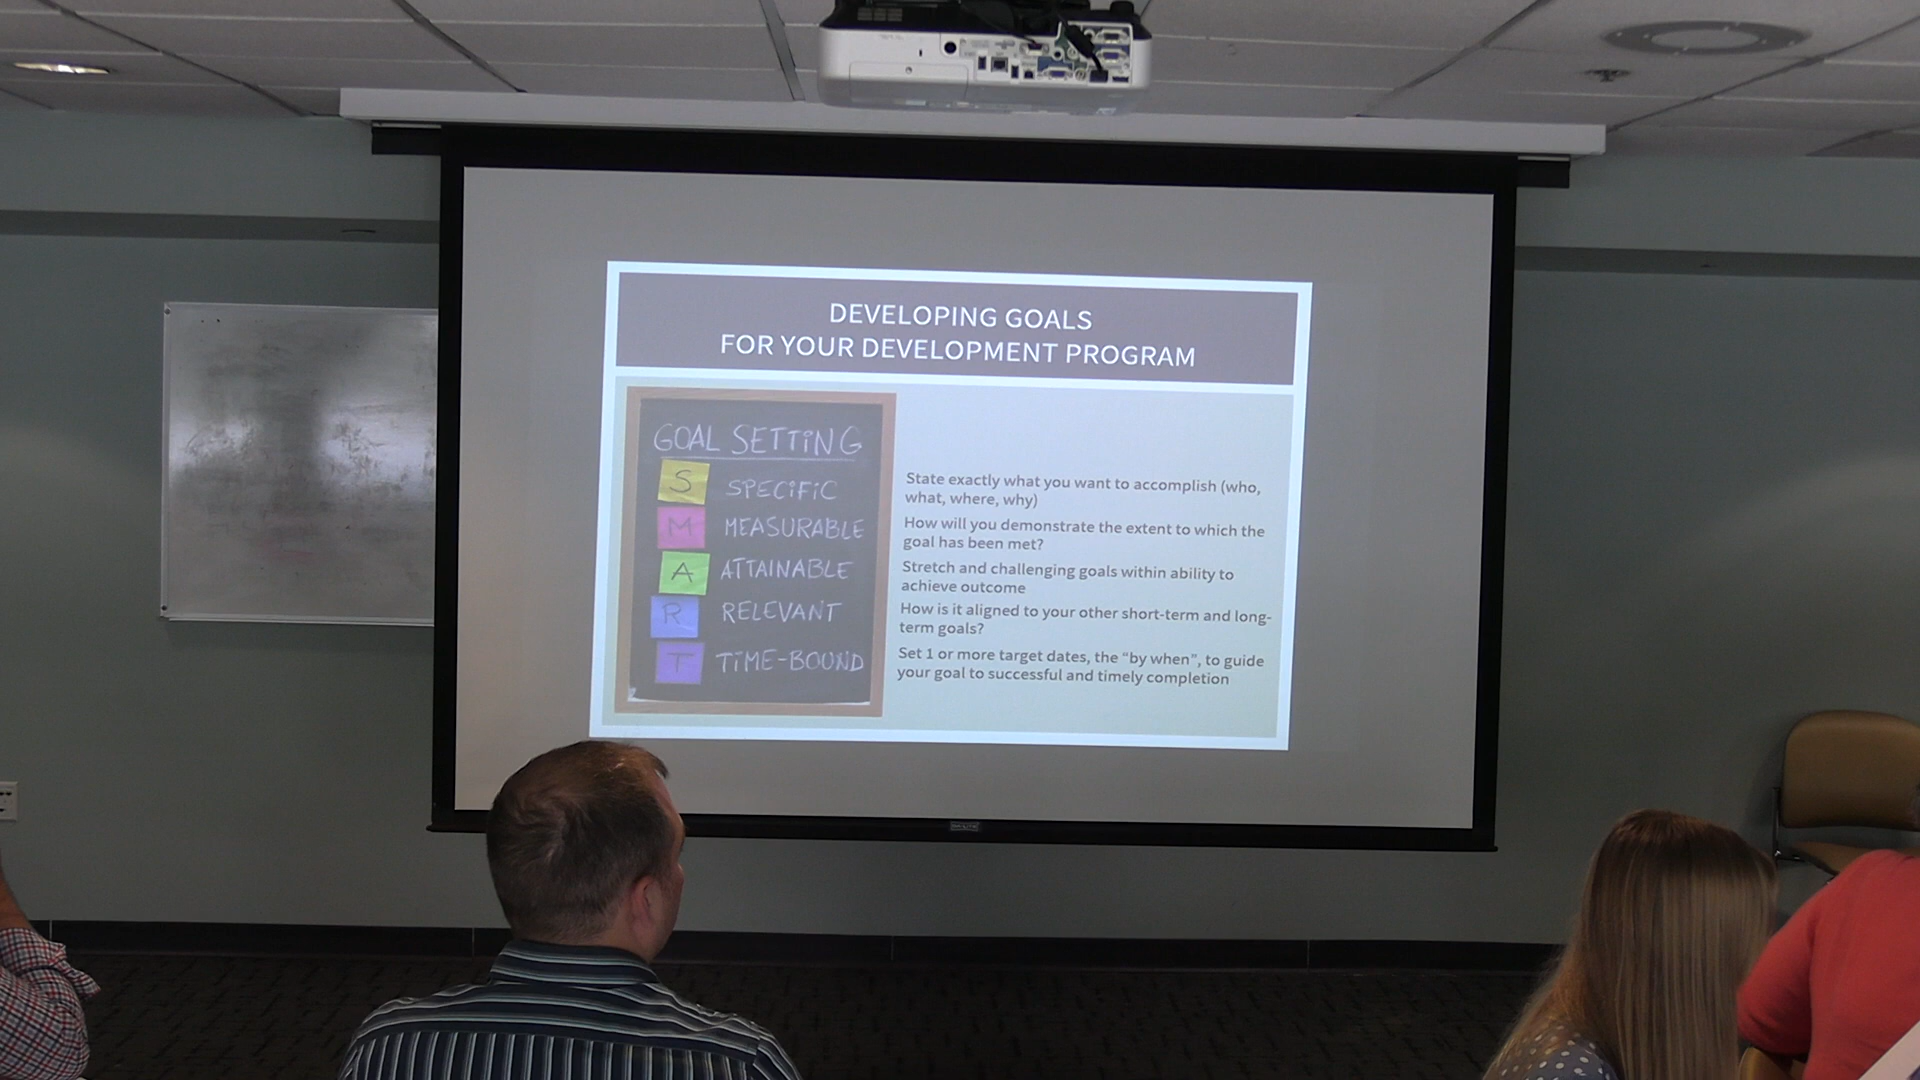 DEVELOPING GOALS
FOR YOUR DEVELOPMENT PROGRAM
GOAL SETTiNG
S SPECiFiC
State exactly what you want to accomplish (who,
what, where, why)
M MEASURABLE
How will you demonstrate the extent to which the
goal has been met?
A ATTAINABLE
Stretch and challenging goals within ability to
achieve outcome
R RELEVANT
How is it aligned to your other short-term and long-
term goals?
T TiME-BOUND
Set 1 or more target dates, the “by when”, to guide
your goal to successful and timely completion